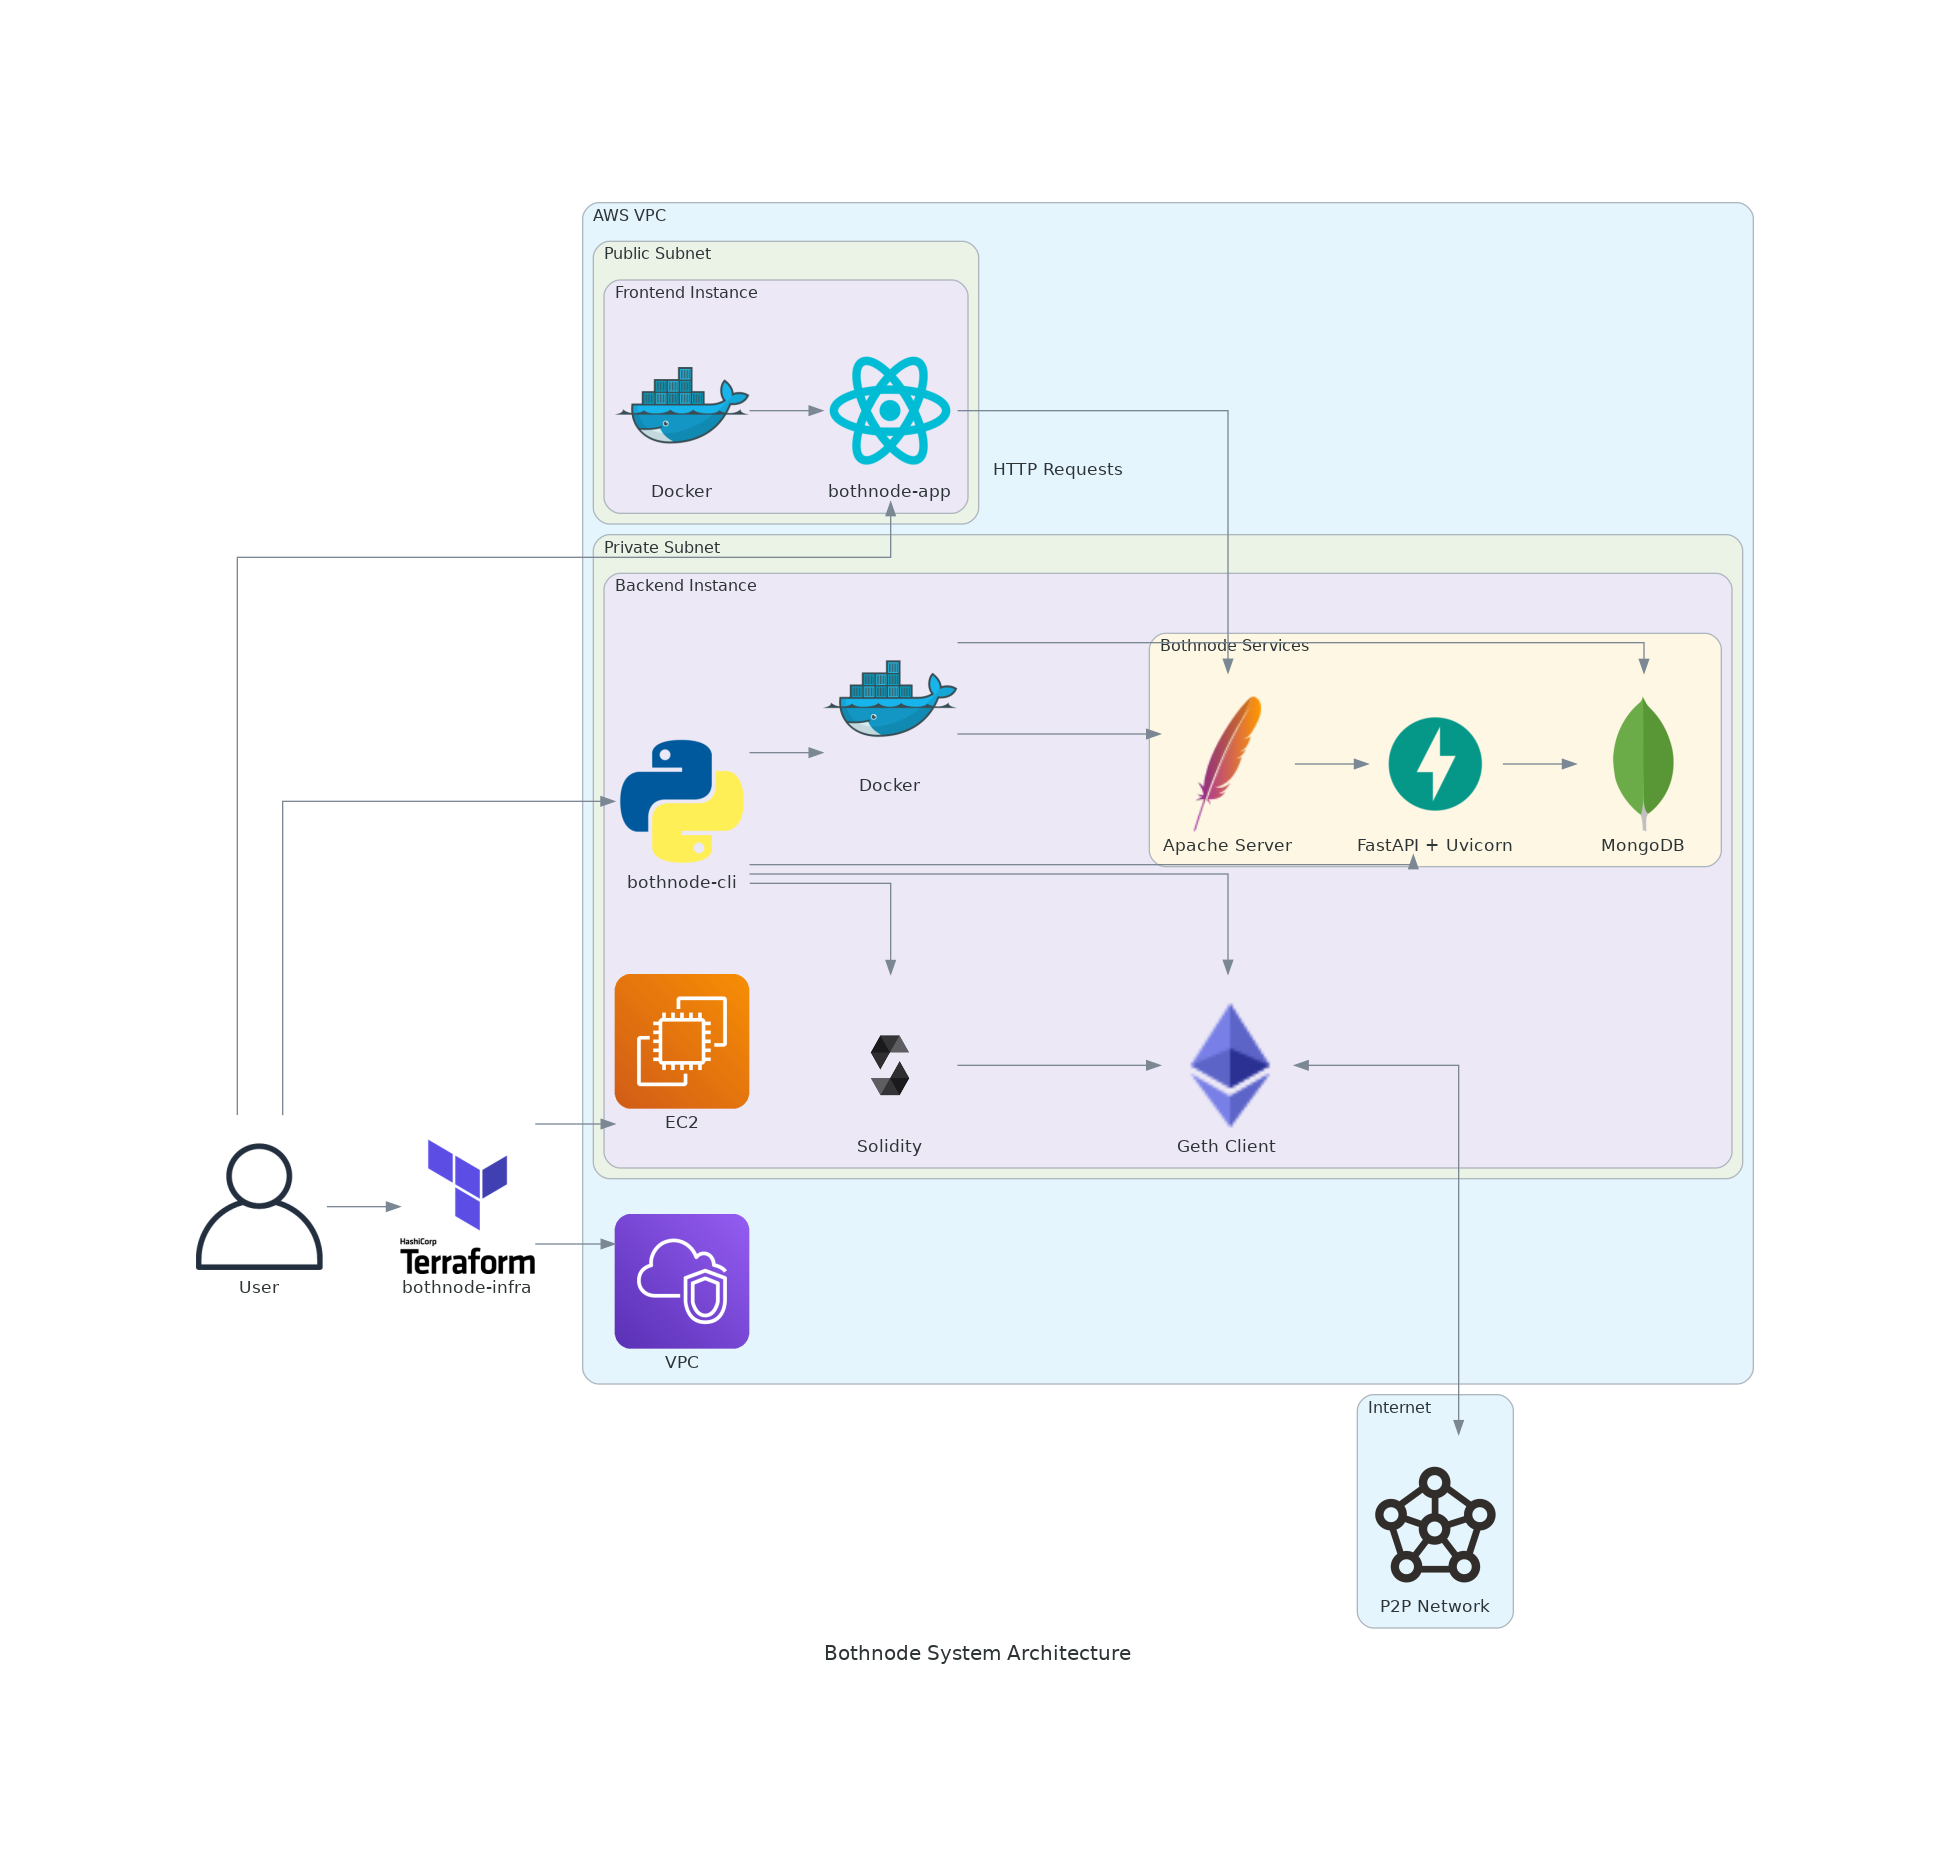 AWS VPC
Public Subnet
Frontend Instance
Docker
bothnode-app
HTTP Requests
Private Subnet
Backend Instance
Bothnode Services
Docker
Apache Server
FastAPI + Uvicorn
MongoDB
bothnode-cli
EC2
Solidity
Geth Client
HashiCorp
Terraform
User
bothnode-infra
VPC
Internet
P2P Network
Bothnode System Architecture